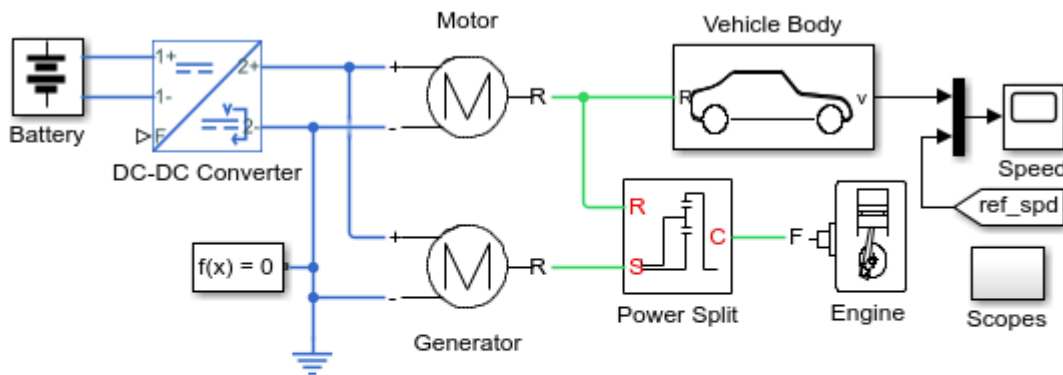 Motor
Vehicle Body
1+
2+
+
1-
R
R
v
Battery
F
v
2-
-
DC-DC Converter
Speed
R
ref_spd
+
C
F
f(x) = 0
R
S
-
Generator
Power Split
Engine
Scopes